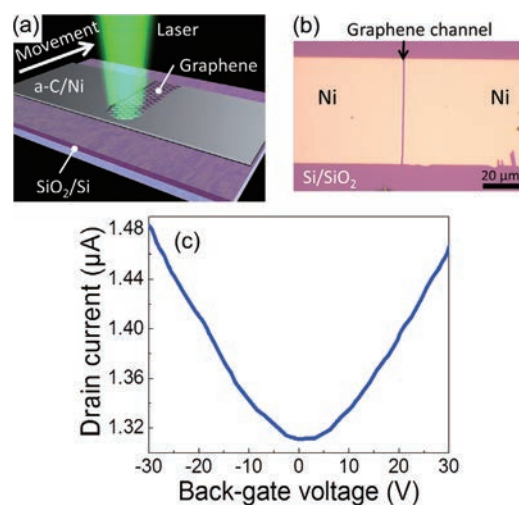 (a)
Movement
Laser
Graphene
a-C/Ni
SiO₂/Si
(b)
Graphene channel
Ni
Ni
Si/SiO₂
20 μm
(c)
Drain current (μA)
1.48
1.44
1.40
1.36
1.32
-30 -20 -10 0 10 20 30
Back-gate voltage (V)